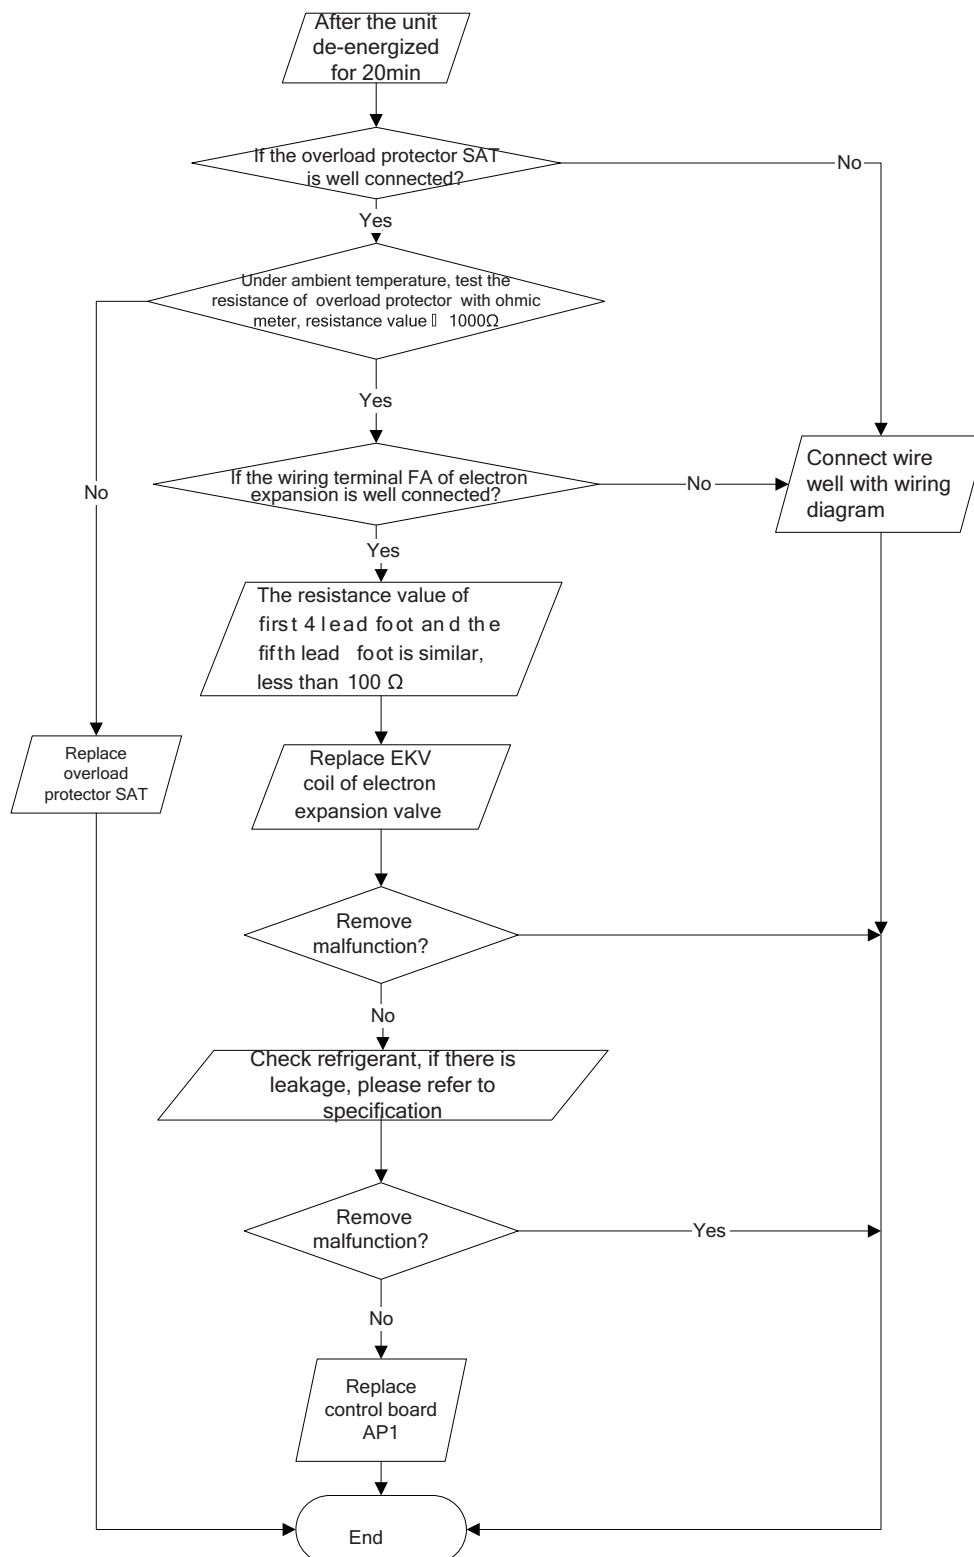 After the unit
de-energized
for 20min
If the overload protector SAT
is well connected?
No
Yes
Under ambient temperature, test the
resistance of overload protector with ohmic
meter, resistance value ▯ 1000Ω
Yes
No
If the wiring terminal FA of electron
expansion is well connected?
No
Connect wire
well with wiring
diagram
Yes
The resistance value of
first 4 lead foot and the
fifth lead foot is similar,
less than 100 Ω
Replace
overload
protector SAT
Replace EKV
coil of electron
expansion valve
Remove
malfunction?
No
Check refrigerant, if there is
leakage, please refer to
specification
Remove
malfunction?
Yes
No
Replace
control board
AP1
End